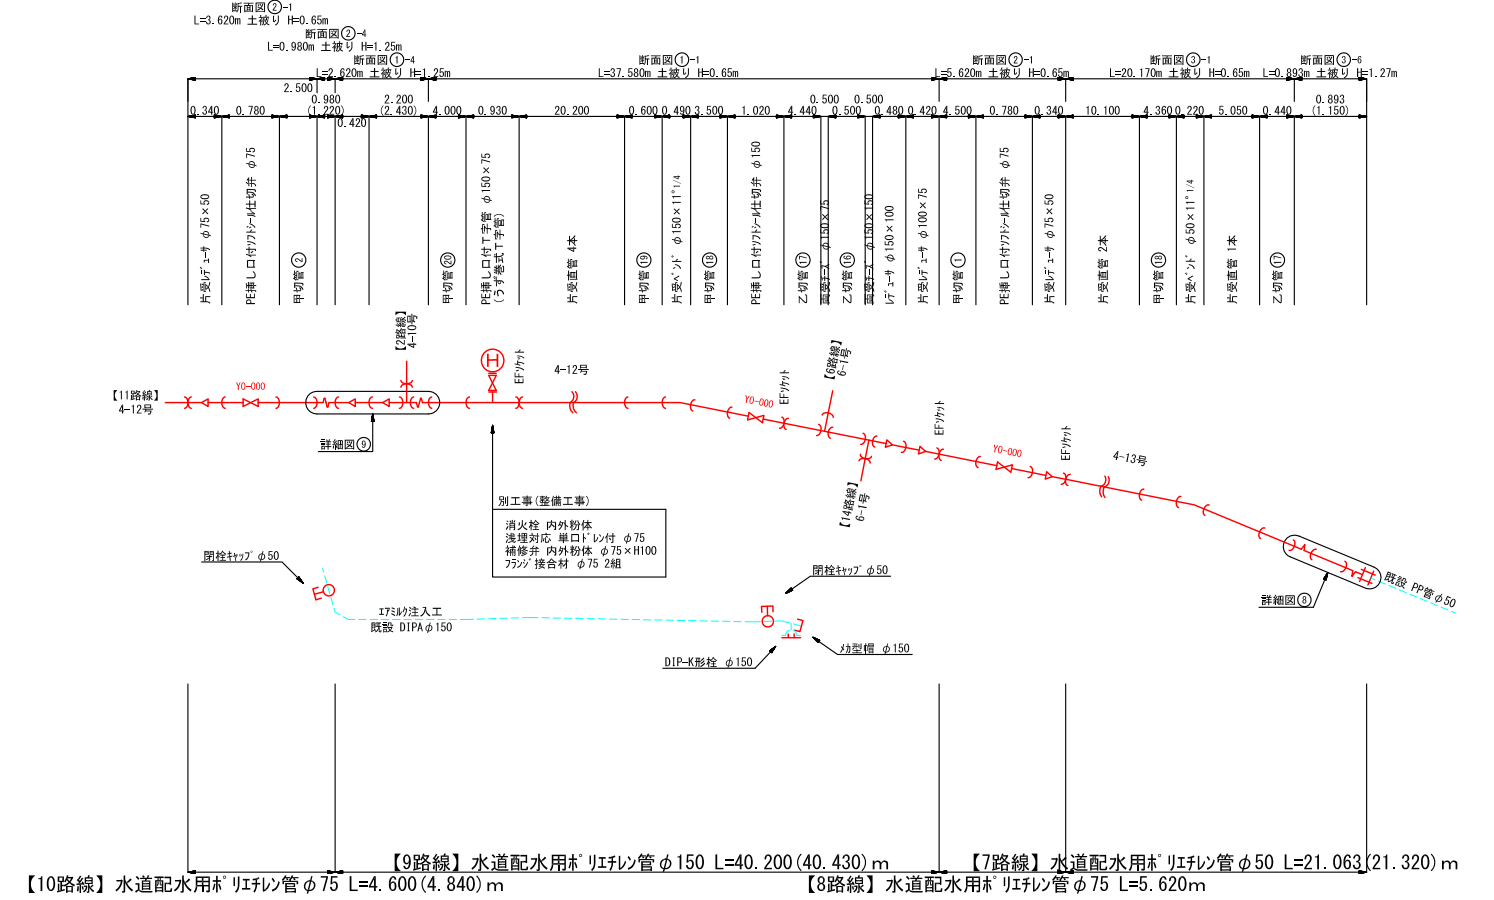 断面図②-1
L=3.620m 土被り H=0.65m
断面図②-4
L=0.980m 土被り H=1.25m
断面図①-4
L=2.620m 土被り H=1.25m
断面図①-1
L=37.580m 土被り H=0.65m
断面図②-1
L=5.620m 土被り H=0.65m
断面図③-1
L=20.170m 土被り H=0.65m
断面図③-6
L=0.893m 土被り H=1.27m
2.500
0.340
0.780
0.980
(1.220)
0.420
2.200
(2.430)
4.000
0.930
20.200
0.600
0.490
3.500
1.020
4.440
0.500
0.500
0.500
0.480
0.420
4.500
0.780
0.340
10.100
4.360
0.220
5.050
0.440
0.893
(1.150)
片受ﾚﾃﾞｭｰｻ φ75×50
PE挿し口付ｿﾌﾄｼｰﾙ仕切弁 φ75
甲切管②
甲切管⑳
PE挿し口付T字管 φ150×75
(うず巻式T字管)
片受直管 4本
甲切管⑲
片受ﾍﾞﾝﾄﾞ φ150×11°1/4
甲切管⑱
PE挿し口付ｿﾌﾄｼｰﾙ仕切弁 φ150
乙切管⑰
両受ﾁｰｽﾞ φ150×75
乙切管⑯
両受ﾁｰｽﾞ φ150×150
ﾚﾃﾞｭｰｻ φ150×100
片受ﾚﾃﾞｭｰｻ φ100×75
甲切管①
PE挿し口付ｿﾌﾄｼｰﾙ仕切弁 φ75
片受ﾚﾃﾞｭｰｻ φ75×50
片受直管 2本
甲切管⑱
片受ﾍﾞﾝﾄﾞ φ50×11°1/4
片受直管 1本
乙切管⑰
【11路線】
4-12号
YO-000
【2路線】
4-10号
詳細図⑨
H
EFｿｹｯﾄ
4-12号
YO-000
EFｿｹｯﾄ
【6路線】
6-1号
【14路線】
6-1号
EFｿｹｯﾄ
YO-000
EFｿｹｯﾄ
4-13号
別工事(整備工事)
消火栓 内外粉体
浅埋対応 単口ﾄﾞﾚﾝ付 φ75
補修弁 内外粉体 φ75×H100
ﾌﾗﾝｼﾞ接合材 φ75 2組
閉栓ｷｬｯﾌﾟ φ50
ｴｱﾐﾙｸ注入工
既設 DIPAφ150
閉栓ｷｬｯﾌﾟ φ50
DIP-K形栓 φ150
ﾒｶ型帽 φ150
詳細図⑧
既設 PP管φ50
【9路線】水道配水用ﾎﾟﾘｴﾁﾚﾝ管φ150 L=40.200(40.430)m
【7路線】水道配水用ﾎﾟﾘｴﾁﾚﾝ管φ50 L=21.063(21.320)m
【10路線】水道配水用ﾎﾟﾘｴﾁﾚﾝ管φ75 L=4.600(4.840)m
【8路線】水道配水用ﾎﾟﾘｴﾁﾚﾝ管φ75 L=5.620m